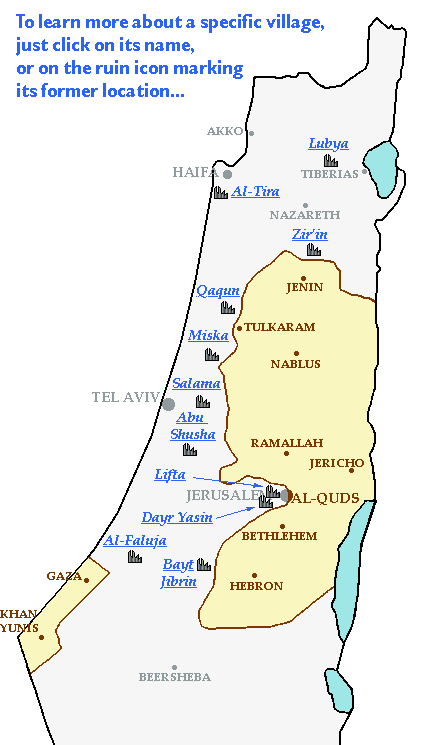 To learn more about a specific village,
just click on its name,
or on the ruin icon marking
its former location...
AKKO
Lubya
HAIFA
TIBERIAS
Al-Tira
NAZARETH
Zir'in
JENIN
Qaqun
TULKARAM
Miska
NABLUS
Salama
TEL AVIV
Abu
Shusha
RAMALLAH
JERICHO
Lifta
JERUSALEM
AL-QUDS
Dayr Yasin
BETHLEHEM
Al-Faluja
Bayt
Jibrin
GAZA
HEBRON
KHAN
YUNIS
BEERSHEBA